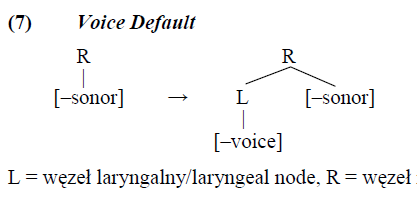 (7) Voice Default
R R
[–sonor] → L [–sonor]
[–voice]
L = węzeł laryngalny/laryngeal node, R = węzeł